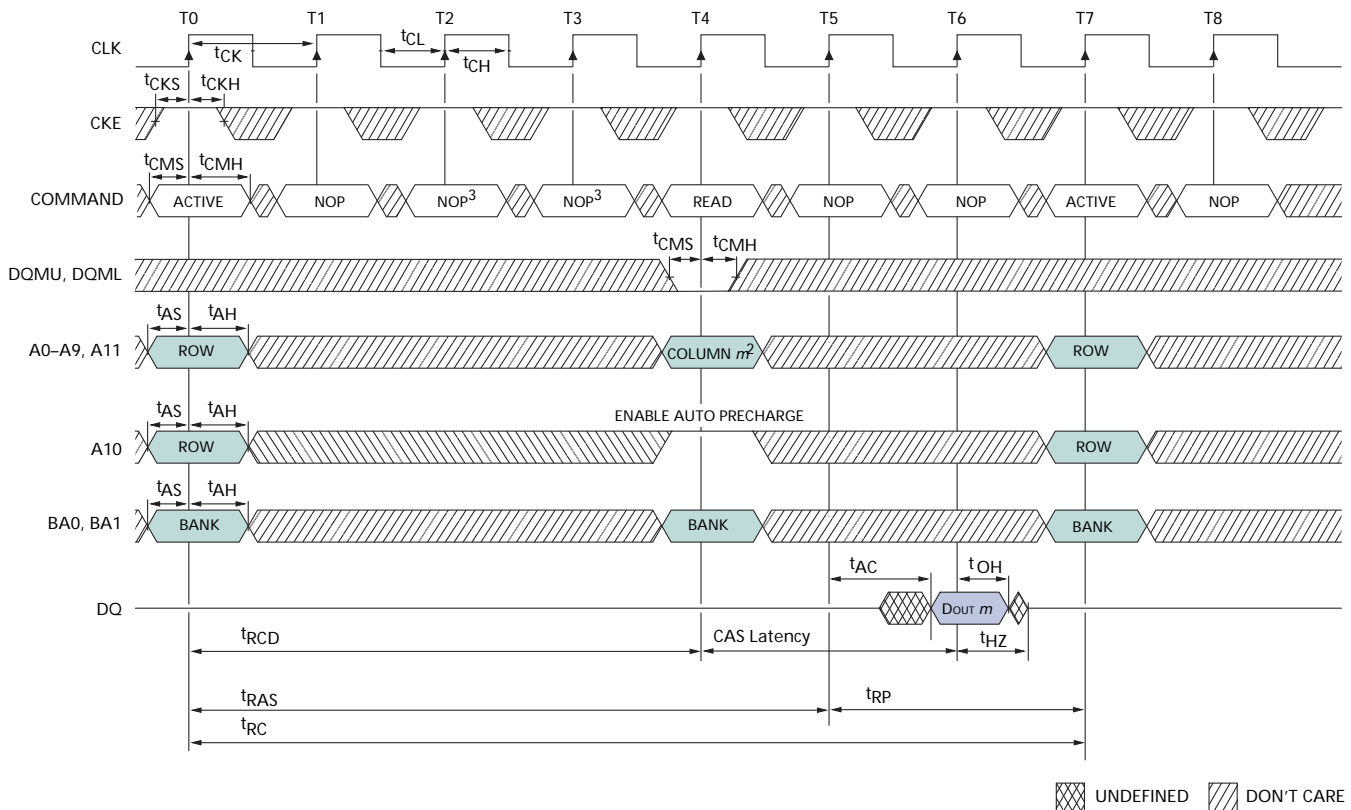 T0 T1 T2 T3 T4 T5 T6 T7 T8
CLK
tCK tCL tCH
tCKS tCKH
CKE
tCMS tCMH
COMMAND ACTIVE NOP NOP3 NOP3 READ NOP NOP ACTIVE NOP
tCMS tCMH
DQMU, DQML
tAS tAH
A0–A9, A11 ROW COLUMN m2 ROW
ENABLE AUTO PRECHARGE
tAS tAH
A10 ROW ROW
tAS tAH
BA0, BA1 BANK BANK BANK
tAC tOH
DQ DOUT m
tRCD CAS Latency tHZ
tRAS tRP
tRC
UNDEFINED DON'T CARE